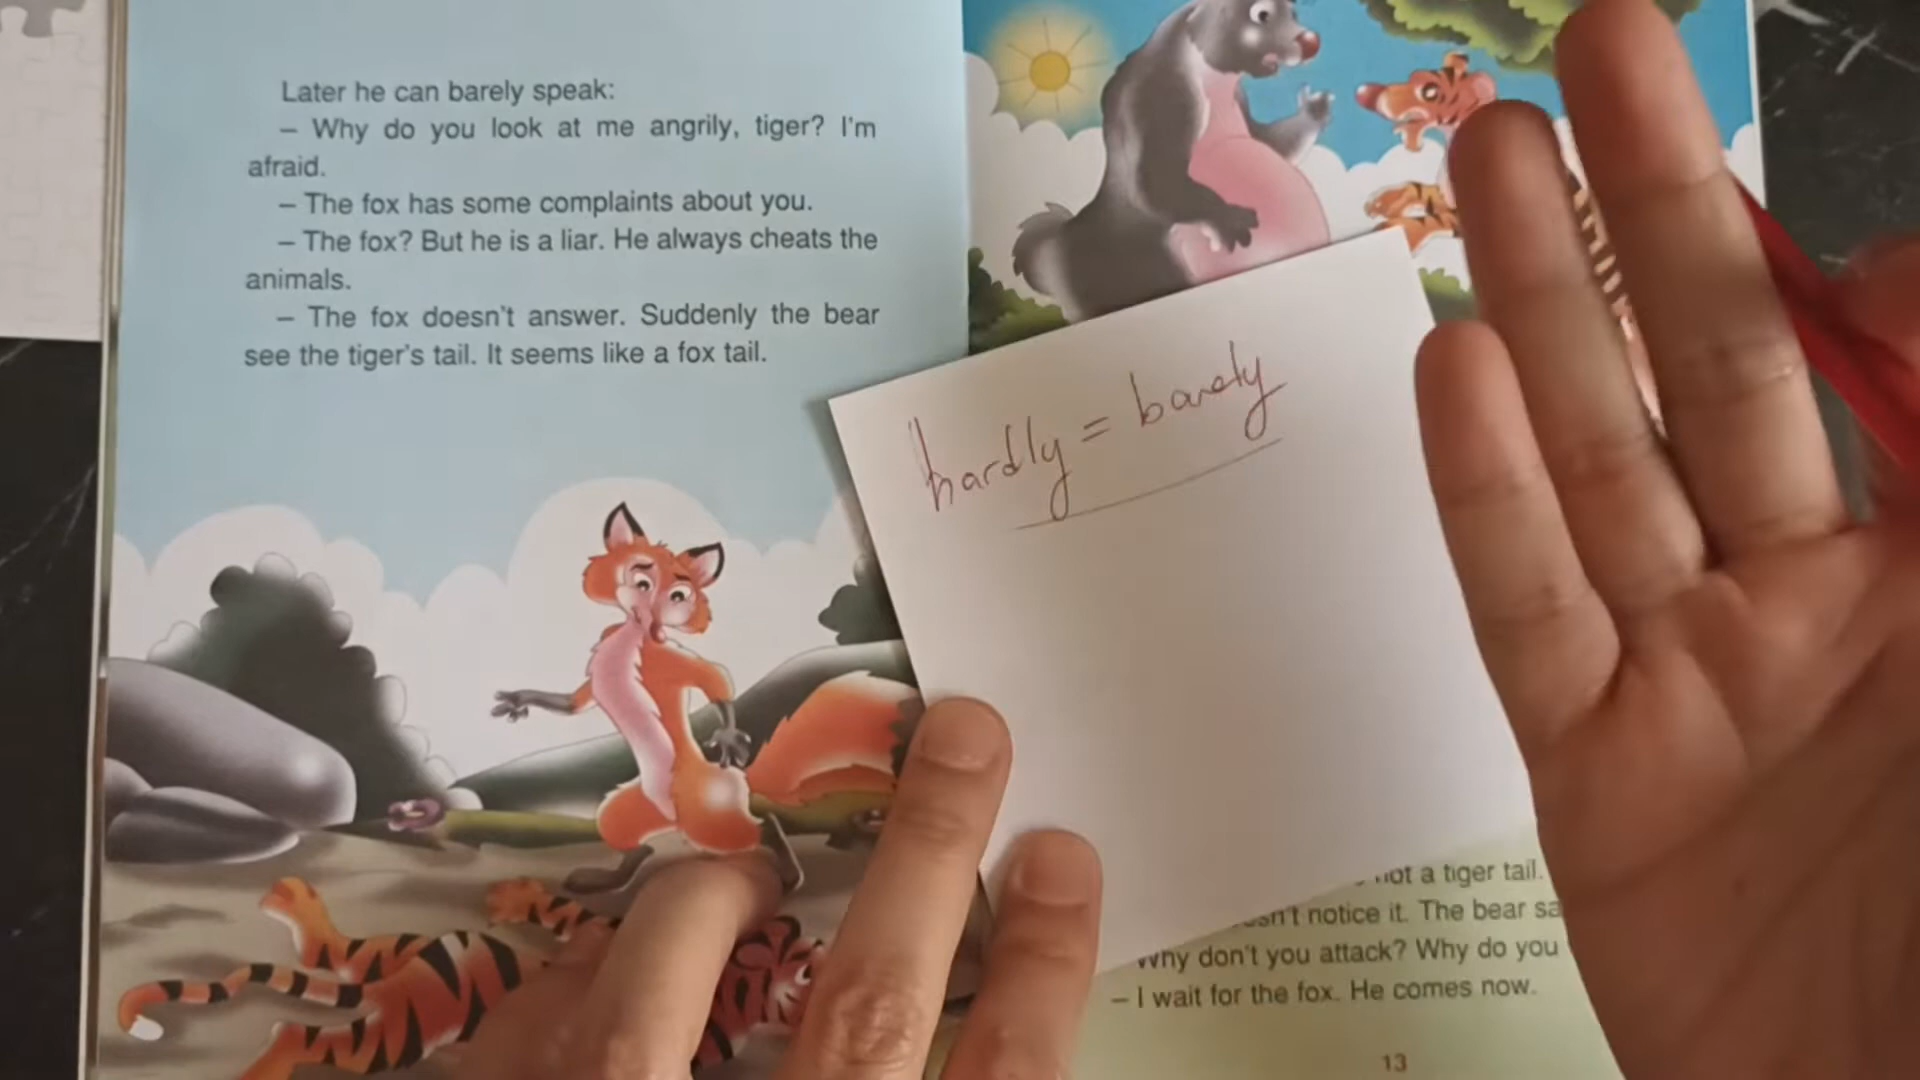 Later he can barely speak:
– Why do you look at me angrily, tiger? I'm
afraid.
– The fox has some complaints about you.
– The fox? But he is a liar. He always cheats the
animals.
– The fox doesn't answer. Suddenly the bear
see the tiger's tail. It seems like a fox tail.
hardly = barely
not a tiger tail.
notice it. The bear
Why don't you attack? Why do you
– I wait for the fox. He comes now.
13